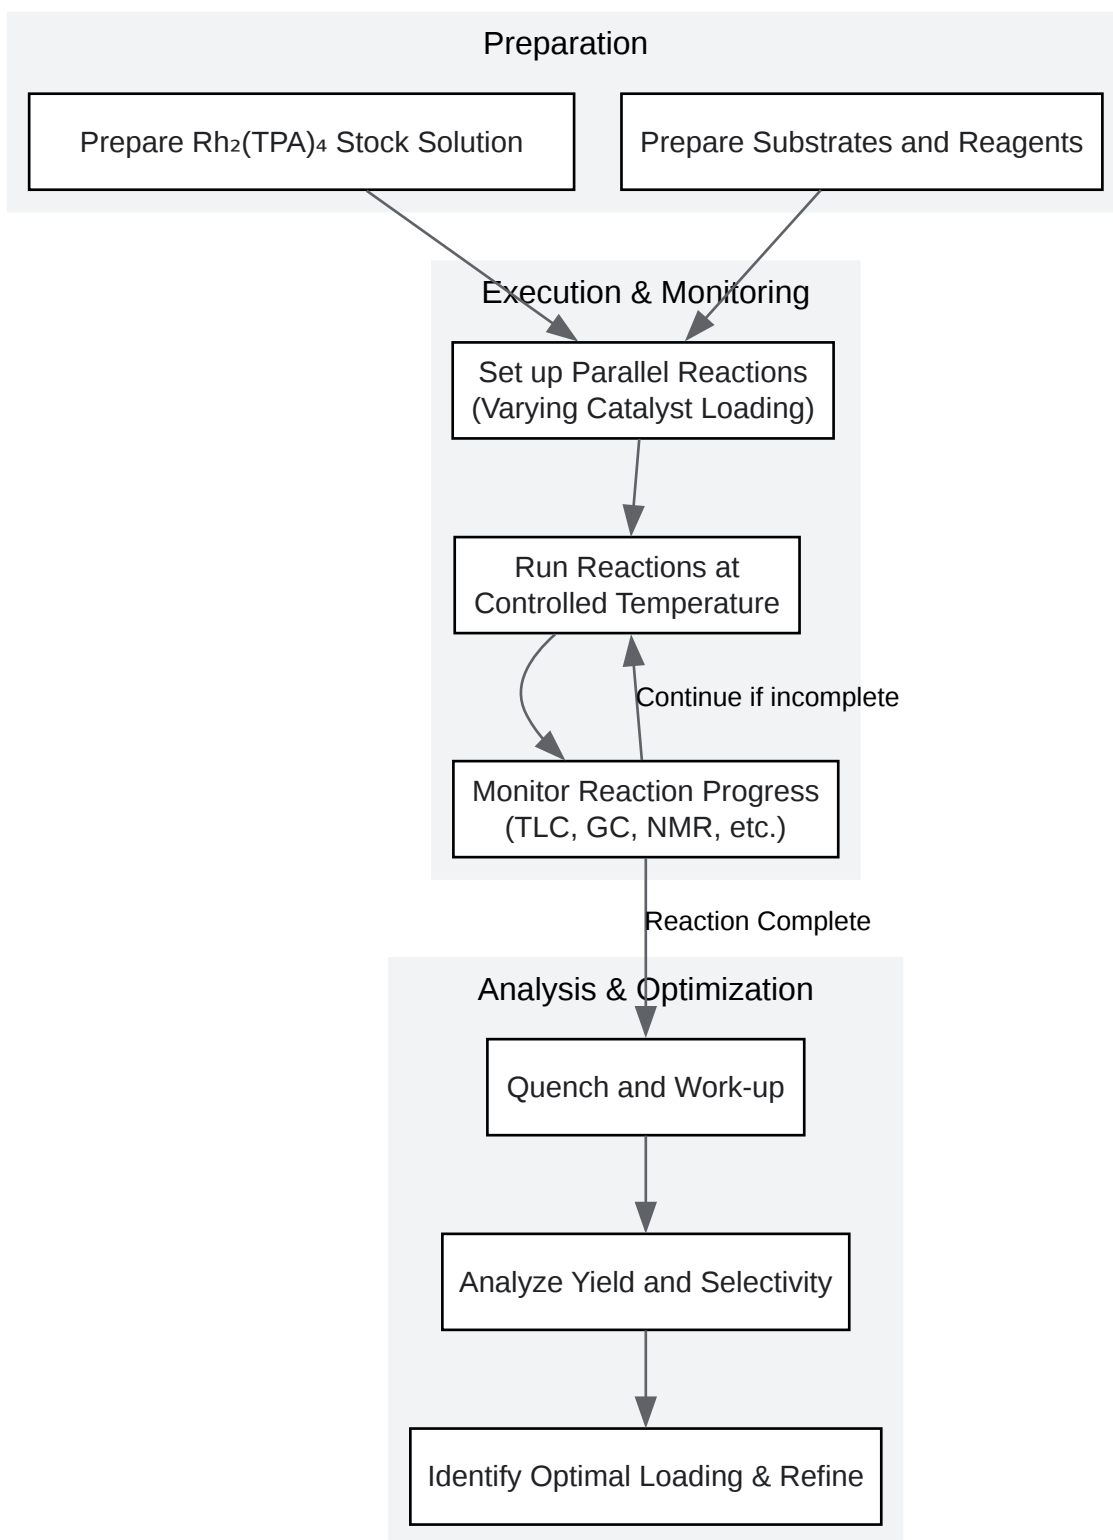 Preparation
Prepare Rh₂(TPA)₄ Stock Solution
Prepare Substrates and Reagents
Execution & Monitoring
Set up Parallel Reactions
(Varying Catalyst Loading)
Run Reactions at
Controlled Temperature
Continue if incomplete
Monitor Reaction Progress
(TLC, GC, NMR, etc.)
Reaction Complete
Analysis & Optimization
Quench and Work-up
Analyze Yield and Selectivity
Identify Optimal Loading & Refine